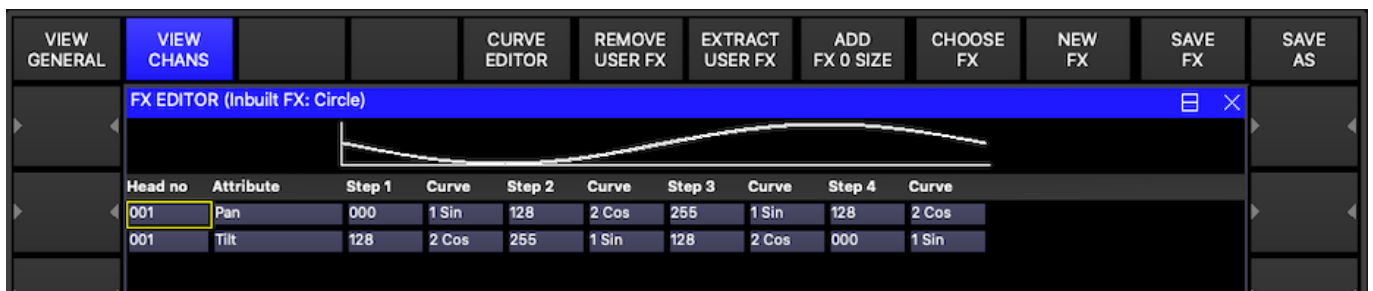 VIEW GENERAL
VIEW CHANS
CURVE EDITOR
REMOVE USER FX
EXTRACT USER FX
ADD FX 0 SIZE
CHOOSE FX
NEW FX
SAVE FX
SAVE AS
FX EDITOR (Inbuilt FX: Circle)
Head no Attribute Step 1 Curve Step 2 Curve Step 3 Curve Step 4 Curve
001 Pan 000 1 Sin 128 2 Cos 255 1 Sin 128 2 Cos
001 Tilt 128 2 Cos 255 1 Sin 128 2 Cos 000 1 Sin